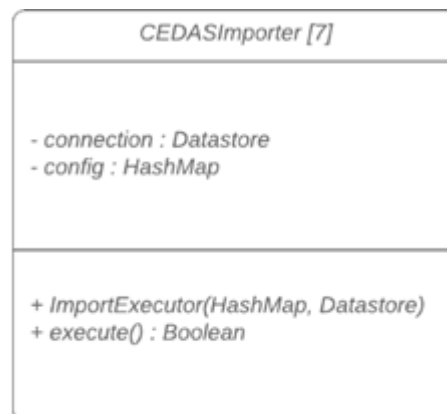 CEDASImporter [7]
- connection : Datastore
- config : HashMap
+ ImportExecutor(HashMap, Datastore)
+ execute() : Boolean